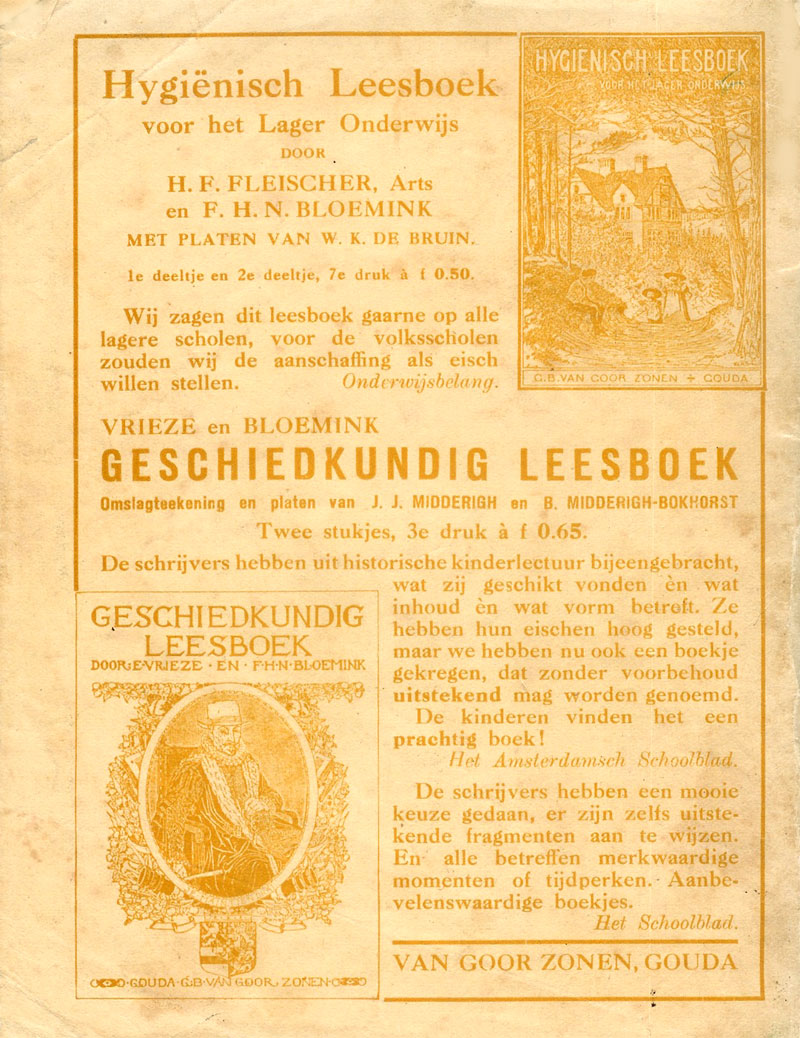 Hygiënisch Leesboek
voor het Lager Onderwijs
DOOR
H. F. FLEISCHER, Arts
en F. H. N. BLOEMINK
MET PLATEN VAN W. K. DE BRUIN.
1e deeltje en 2e deeltje, 7e druk à f 0.50.
Wij zagen dit leesboek gaarne op alle
lagere scholen, voor de volksscholen
zouden wij de aanschaffing als eisch
willen stellen. Onderwijsbelang.
HYGIENISCH LEESBOEK
VOOR HET LAGER ONDERWIJS
G.B. VAN GOOR ZONEN ÷ GOUDA
VRIEZE en BLOEMINK
GESCHIEDKUNDIG LEESBOEK
Omslagteekening en platen van J. J. MIDDERIGH en B. MIDDERIGH-BOKHORST
Twee stukjes, 3e druk à f 0.65.
De schrijvers hebben uit historische kinderlectuur bijeengebracht,
wat zij geschikt vonden èn wat
inhoud èn wat vorm betreft. Ze
hebben hun eischen hoog gesteld,
maar we hebben nu ook een boekje
gekregen, dat zonder voorbehoud
uitstekend mag worden genoemd.
De kinderen vinden het een
prachtig boek!
Het Amsterdamsch Schoolblad.
De schrijvers hebben een mooie
keuze gedaan, er zijn zelfs uitste-
kende fragmenten aan te wijzen.
En alle betreffen merkwaardige
momenten of tijdperken. Aanbe-
velenswaardige boekjes.
Het Schoolblad.
VAN GOOR ZONEN, GOUDA
GESCHIEDKUNDIG
LEESBOEK
DOOR·E·VRIEZE·EN·F·H·N·BLOEMINK
GOUDA·G·B·VAN GOOR·ZONEN